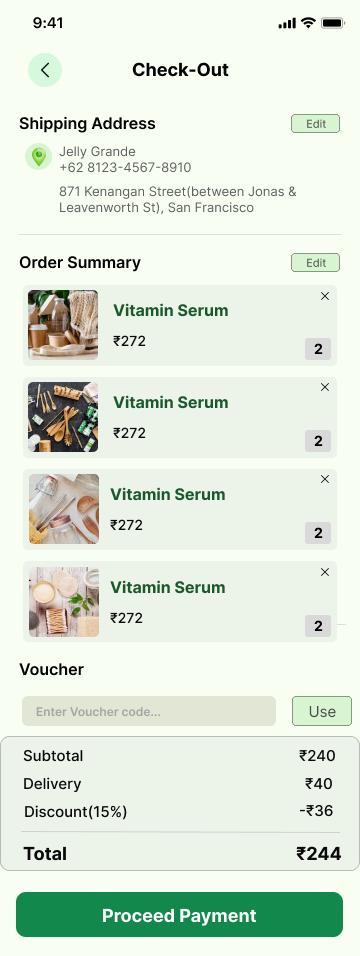 9:41
Check-Out
Shipping Address
Edit
Jelly Grande
+62 8123-4567-8910
871 Kenangan Street(between Jonas &
Leavenworth St), San Francisco
Order Summary
Edit
Vitamin Serum
₹272
2
Vitamin Serum
₹272
2
Vitamin Serum
₹272
2
Vitamin Serum
₹272
2
Voucher
Enter Voucher code...
Use
Subtotal ₹240
Delivery ₹40
Discount(15%) -₹36
Total ₹244
Proceed Payment